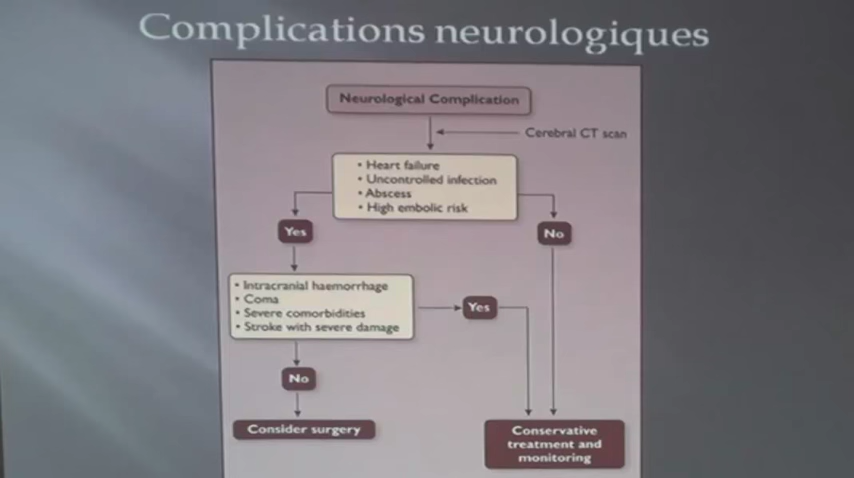 Complications neurologiques
Neurological Complication
Cerebral CT scan
• Heart failure
• Uncontrolled infection
• Abscess
• High embolic risk
Yes
No
• Intracranial haemorrhage
• Coma
• Severe comorbidities
• Stroke with severe damage
Yes
No
Consider surgery
Conservative
treatment and
monitoring